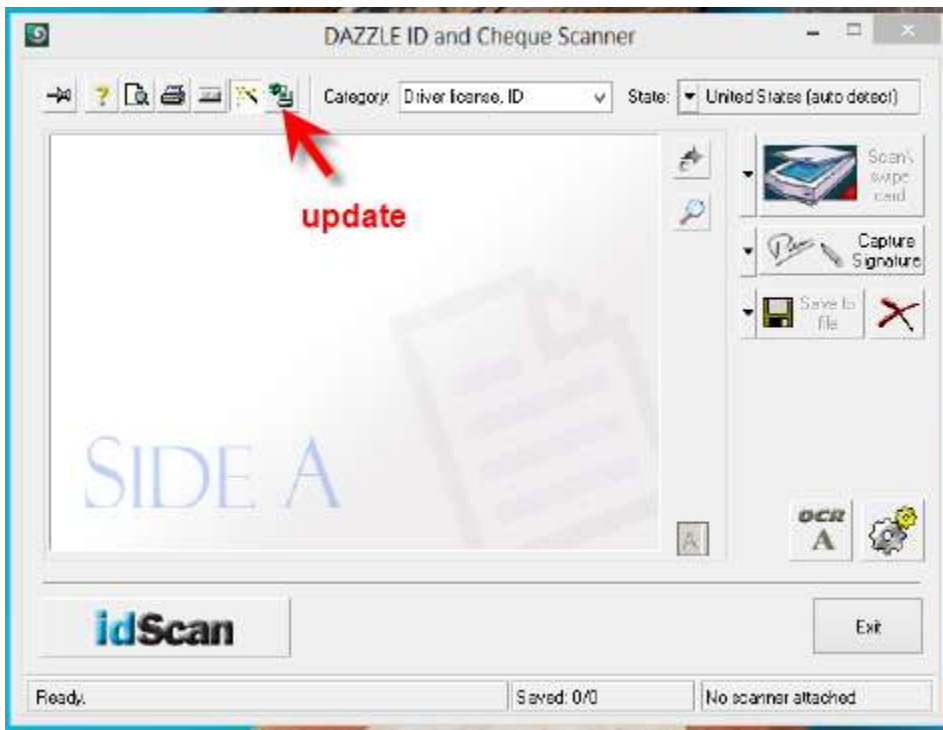 DAZZLE ID and Cheque Scanner
Category: Driver license, ID State: United States (auto detect)
update
Scan\
swipe
card
Capture
Signature
Save to
file
SIDE A
A
OCR
A
idScan
Exit
Ready.
Saved: 0/0
No scanner attached